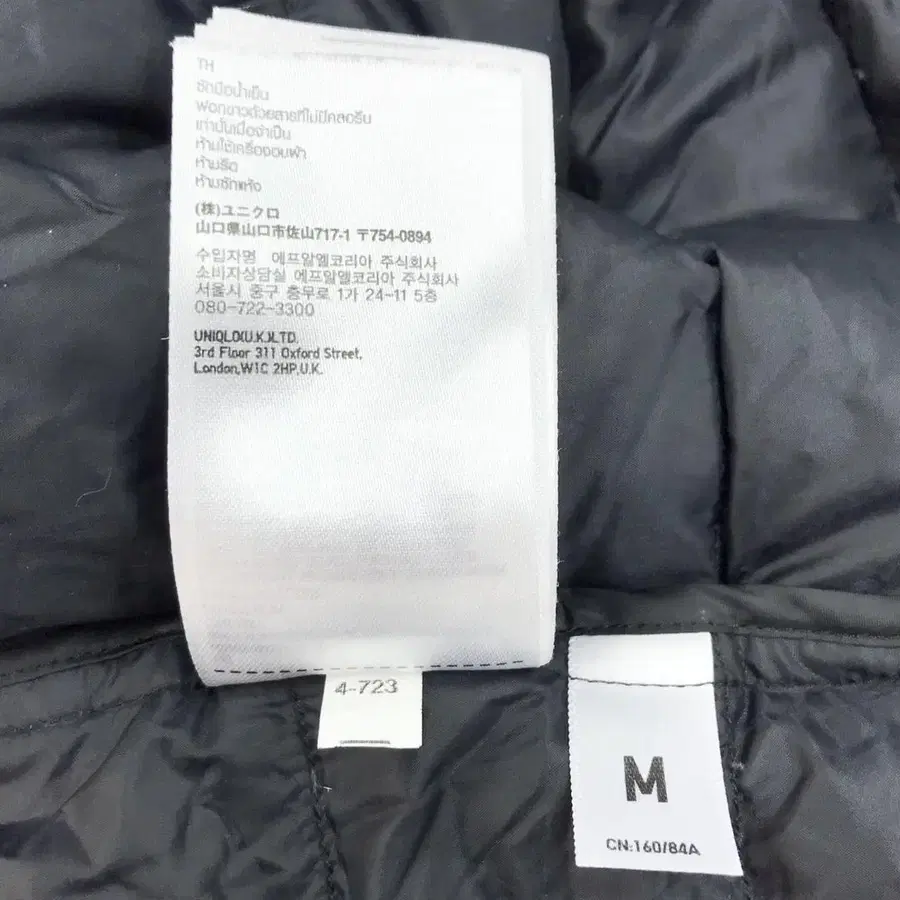 TH
ซักมือน้ำเย็น
ฟอกขาวด้วยสารที่ไม่มีคลอรีน
เท่านั้นเมื่อจำเป็น
ห้ามใช้เครื่องอบผ้า
ห้ามรีด
ห้ามซักแห้ง
(株)ユニクロ
山口県山口市佐山717-1 〒754-0894
수입자명 에프알엘코리아 주식회사
소비자상담실 에프알엘코리아 주식회사
서울시 중구 충무로 1가 24-11 5층
080-722-3300
UNIQLO(U.K.)LTD.
3rd Floor 311 Oxford Street,
London,W1C 2HP,U.K.
4-723
M
CN:160/84A